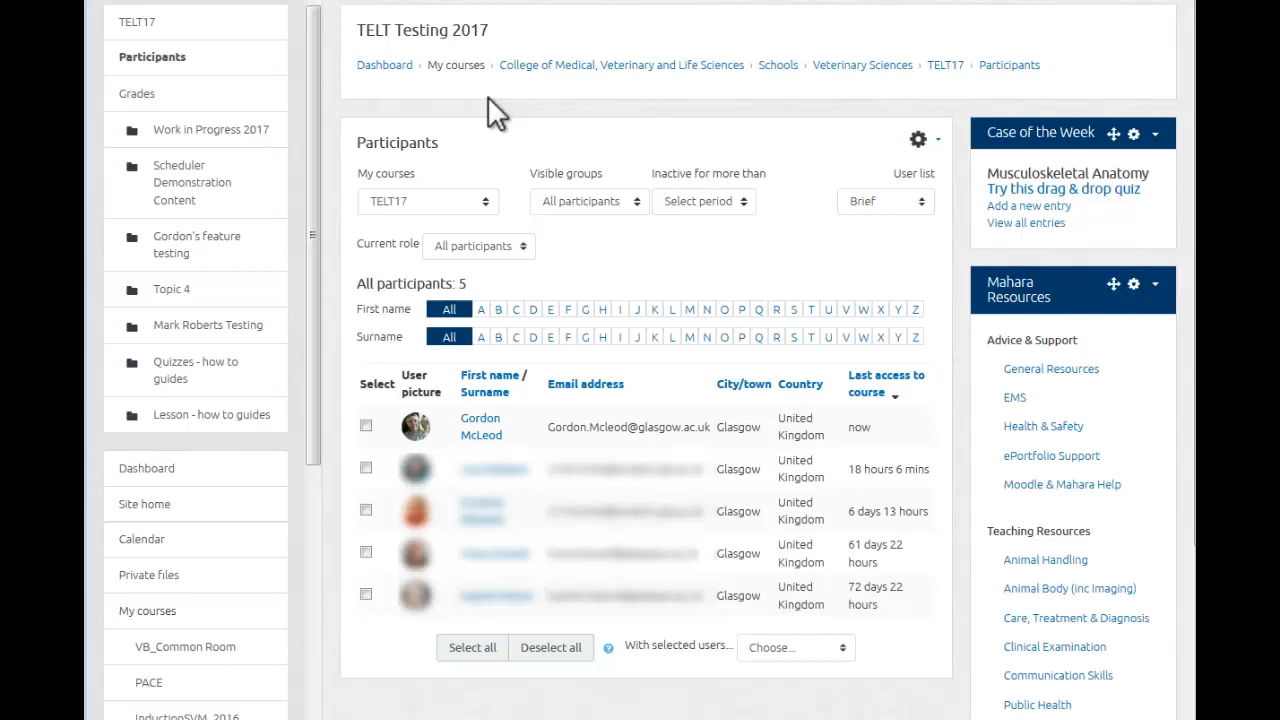 TELT17
Participants
Grades
Work in Progress 2017
Scheduler
Demonstration
Content
Gordon's feature
testing
Topic 4
Mark Roberts Testing
Quizzes - how to
guides
Lesson - how to guides
Dashboard
Site home
Calendar
Private files
My courses
VB_Common Room
PACE
InductionSVM_2016
TELT Testing 2017
Dashboard › My courses › College of Medical, Veterinary and Life Sciences › Schools › Veterinary Sciences › TELT17 › Participants
Participants
My courses
TELT17
Visible groups
All participants
Inactive for more than
Select period
User list
Brief
Current role All participants
All participants: 5
First name All A B C D E F G H I J K L M N O P Q R S T U V W X Y Z
Surname All A B C D E F G H I J K L M N O P Q R S T U V W X Y Z
Select
User
picture
First name /
Surname
Email address
City/town
Country
Last access to
course
Gordon
McLeod
Gordon.Mcleod@glasgow.ac.uk
Glasgow
United
Kingdom
now
Glasgow
United
Kingdom
18 hours 6 mins
Glasgow
United
Kingdom
6 days 13 hours
Glasgow
United
Kingdom
61 days 22
hours
Glasgow
United
Kingdom
72 days 22
hours
Select all Deselect all ? With selected users... Choose...
Case of the Week
Musculoskeletal Anatomy
Try this drag & drop quiz
Add a new entry
View all entries
Mahara
Resources
Advice & Support
General Resources
EMS
Health & Safety
ePortfolio Support
Moodle & Mahara Help
Teaching Resources
Animal Handling
Animal Body (inc Imaging)
Care, Treatment & Diagnosis
Clinical Examination
Communication Skills
Public Health